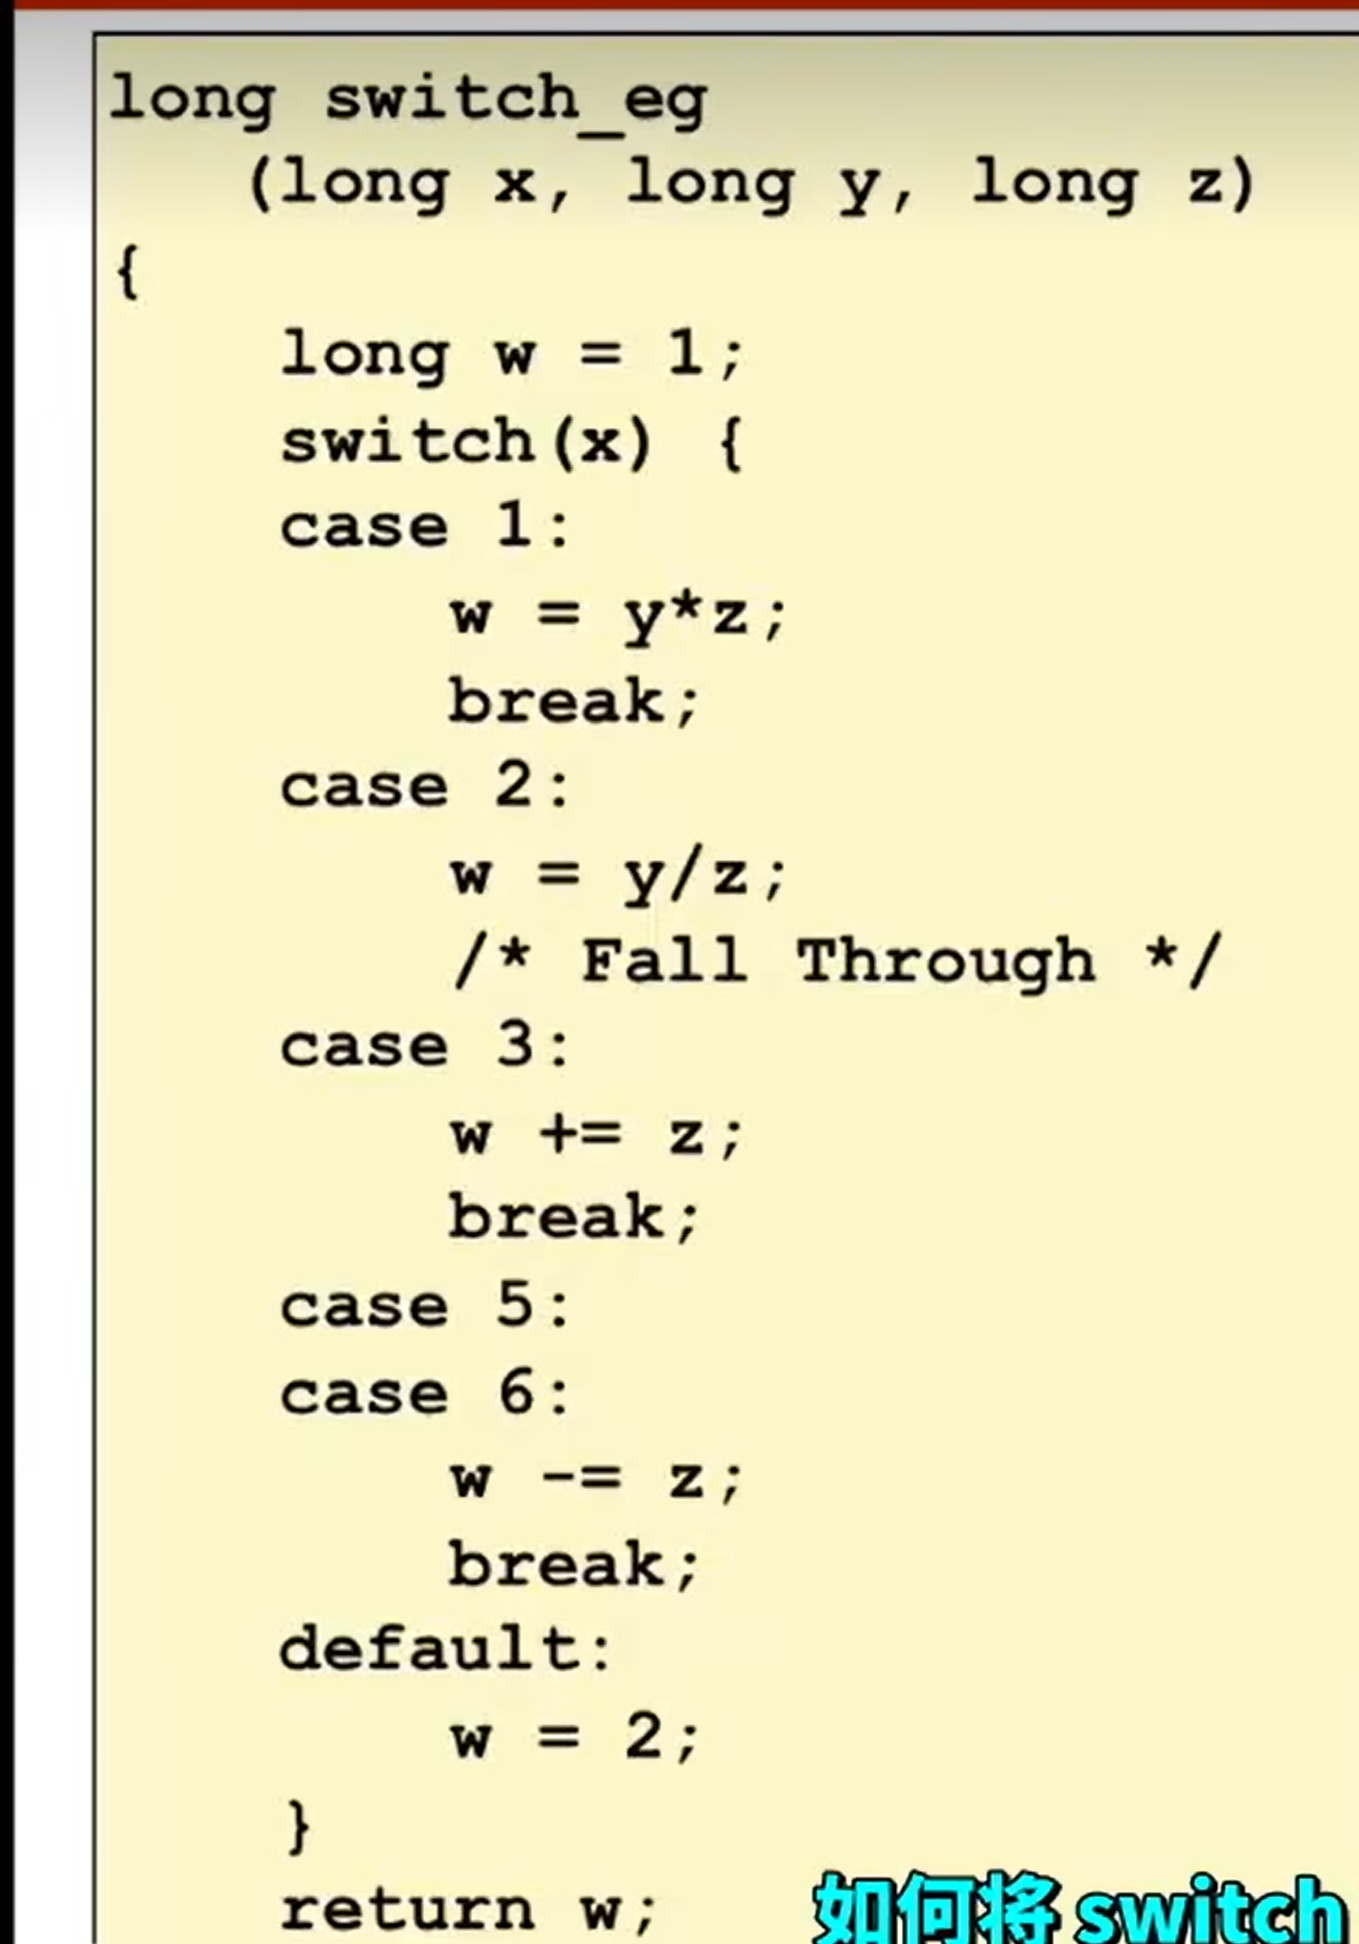 long switch_eg
   (long x, long y, long z)
{
    long w = 1;
    switch(x) {
    case 1:
        w = y*z;
        break;
    case 2:
        w = y/z;
        /* Fall Through */
    case 3:
        w += z;
        break;
    case 5:
    case 6:
        w -= z;
        break;
    default:
        w = 2;
    }
    return w;
如何将 switch